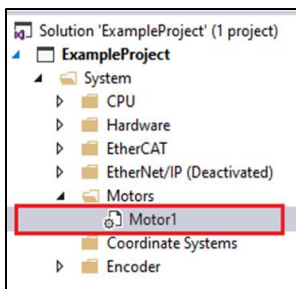 Solution 'ExampleProject' (1 project)
ExampleProject
System
CPU
Hardware
EtherCAT
EtherNet/IP (Deactivated)
Motors
Motor1
Coordinate Systems
Encoder